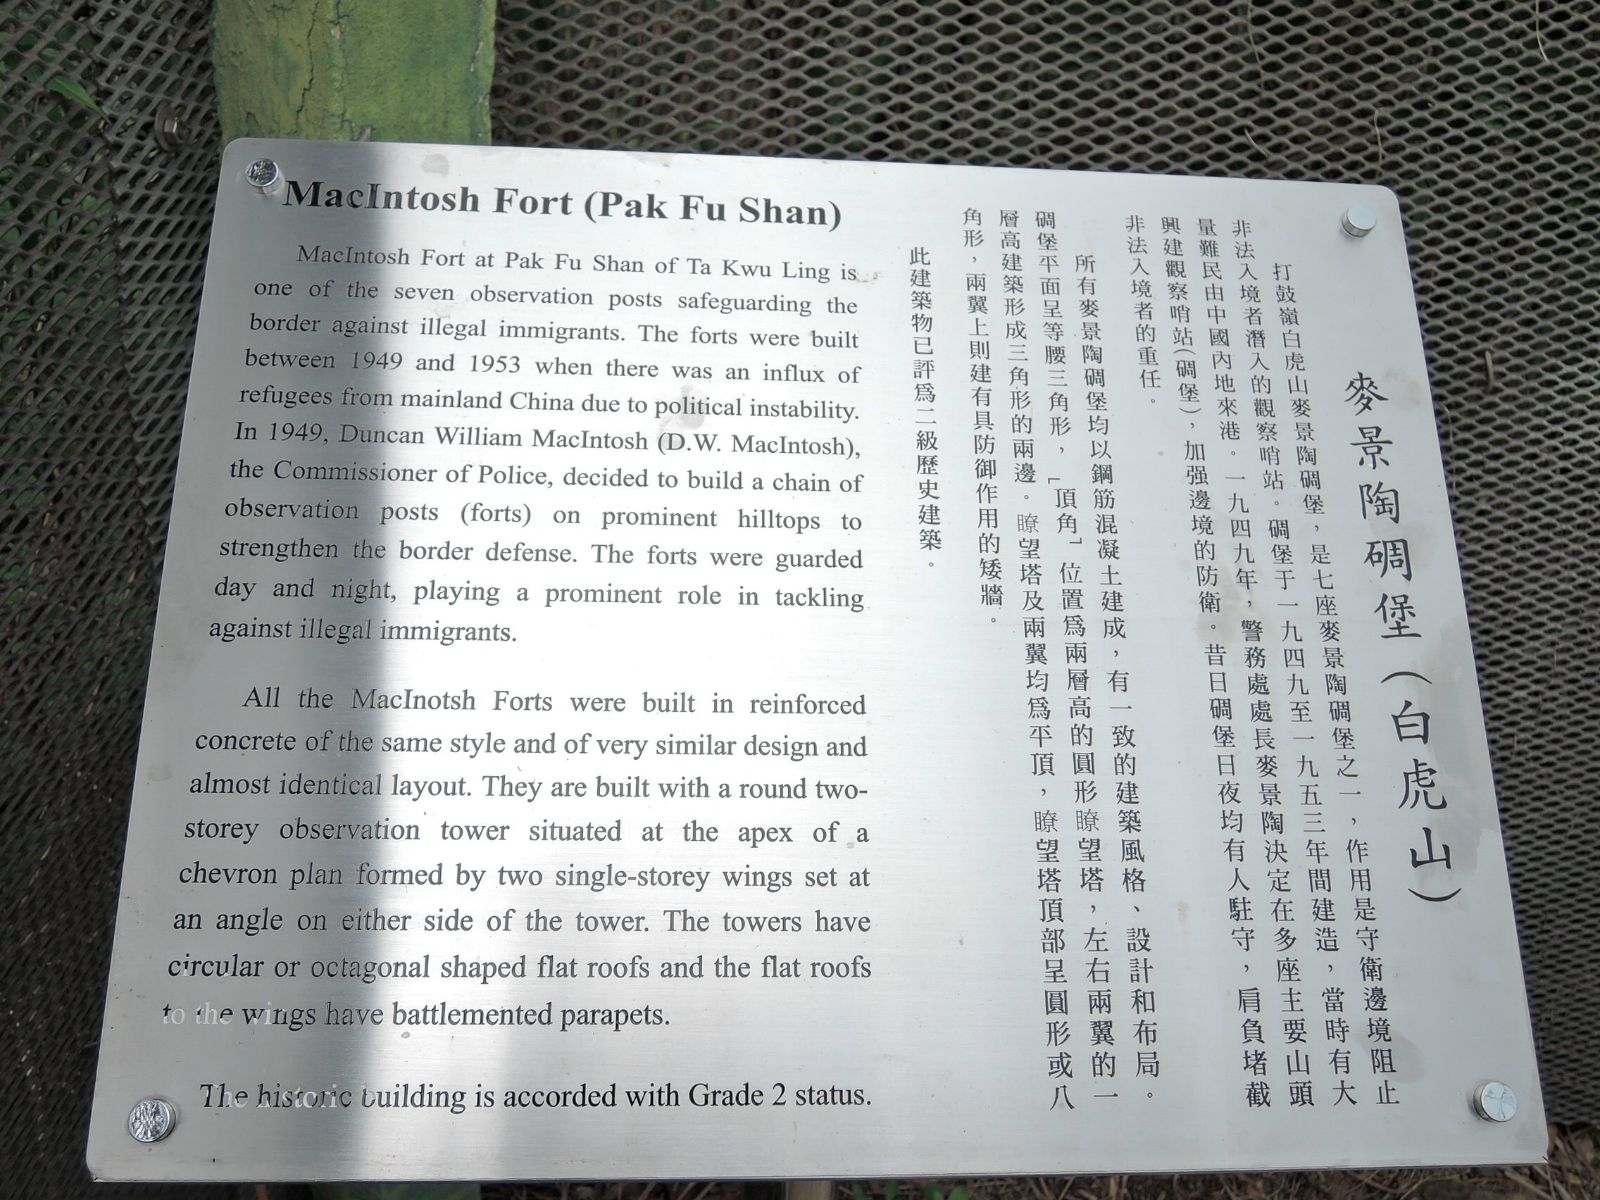 MacIntosh Fort (Pak Fu Shan)
MacIntosh Fort at Pak Fu Shan of Ta Kwu Ling is
one of the seven observation posts safeguarding the
border against illegal immigrants. The forts were built
between 1949 and 1953 when there was an influx of
refugees from mainland China due to political instability.
In 1949, Duncan William MacIntosh (D.W. MacIntosh),
the Commissioner of Police, decided to build a chain of
observation posts (forts) on prominent hilltops to
strengthen the border defense. The forts were guarded
day and night, playing a prominent role in tackling
against illegal immigrants.
All the MacInotsh Forts were built in reinforced
concrete of the same style and of very similar design and
almost identical layout. They are built with a round two-
storey observation tower situated at the apex of a
chevron plan formed by two single-storey wings set at
an angle on either side of the tower. The towers have
circular or octagonal shaped flat roofs and the flat roofs
to the wings have battlemented parapets.
The historic building is accorded with Grade 2 status.
麥景陶碉堡(白虎山)
打鼓嶺白虎山麥景陶碉堡，是七座麥景陶碉堡之一，作用是守衛邊境阻止
非法入境者潛入的觀察哨站。碉堡于一九四九至一九五三年間建造，當時有大
量難民由中國內地來港。一九四九年，警務處處長麥景陶決定在多座主要山頭
興建觀察哨站(碉堡)，加强邊境的防衛。昔日碉堡日夜均有人駐守，肩負堵截
非法入境者的重任。
所有麥景陶碉堡均以鋼筋混凝土建成，有一致的建築風格、設計和布局。
碉堡平面呈等腰三角形，「頂角」位置爲兩層高的圓形瞭望塔，左右兩翼的一
層高建築形成三角形的兩邊。瞭望塔及兩翼均爲平頂，瞭望塔頂部呈圓形或八
角形，兩翼上則建有具防御作用的矮牆。
此建築物已評爲二級歷史建築。